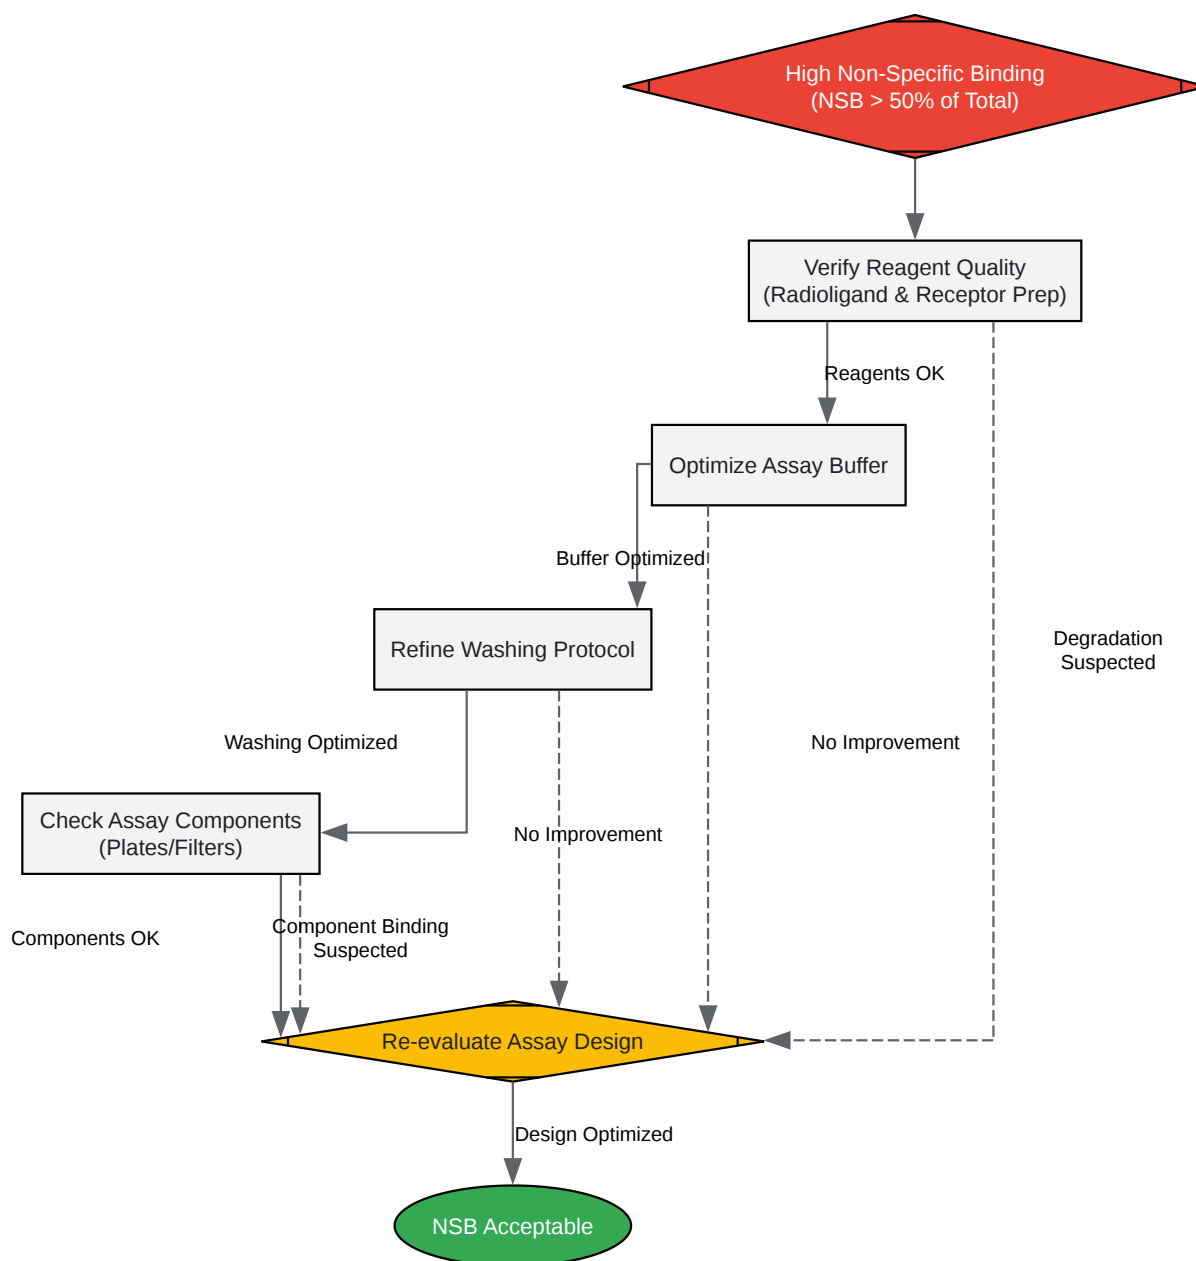 High Non-Specific Binding
(NSB > 50% of Total)
Verify Reagent Quality
(Radioligand & Receptor Prep)
Reagents OK
Optimize Assay Buffer
Buffer Optimized
Refine Washing Protocol
Degradation
Suspected
Washing Optimized
No Improvement
Check Assay Components
(Plates/Filters)
No Improvement
Components OK
Component Binding
Suspected
Re-evaluate Assay Design
Design Optimized
NSB Acceptable